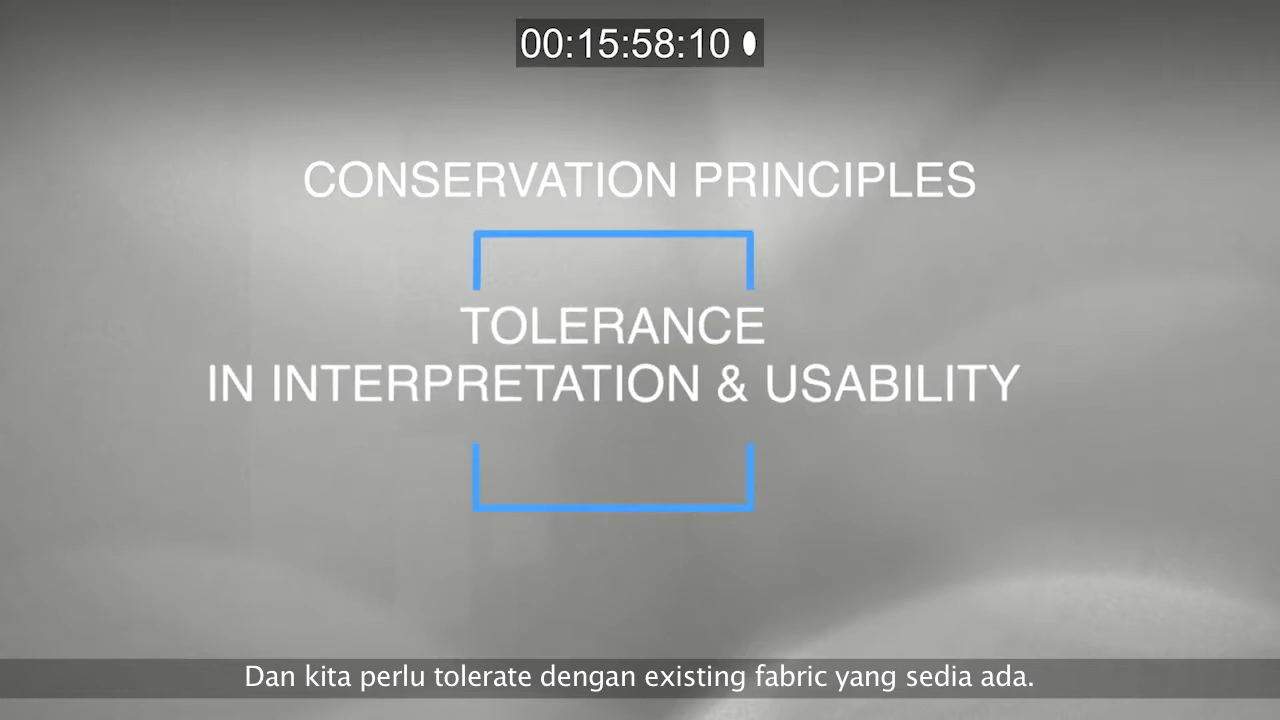 00:15:58:10
CONSERVATION PRINCIPLES
TOLERANCE
IN INTERPRETATION & USABILITY
Dan kita perlu tolerate dengan existing fabric yang sedia ada.